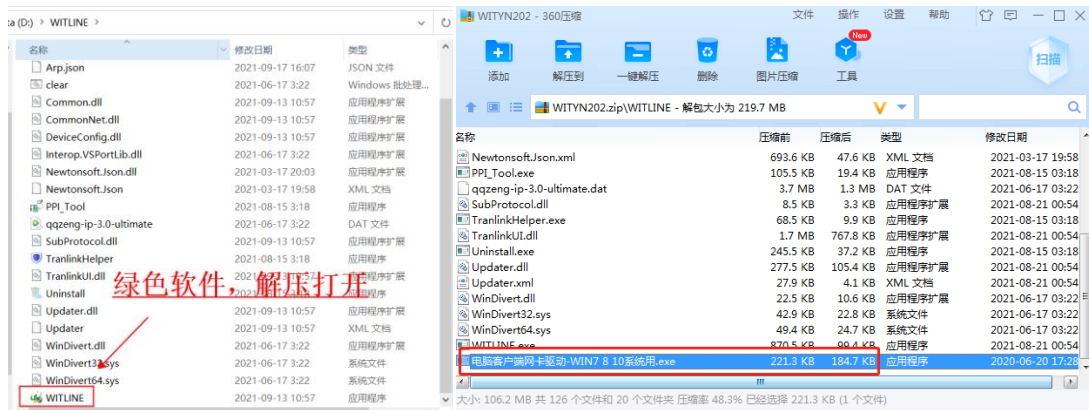 ta (D:) > WITLINE >
名称 修改日期 类型
Arp.json 2021-09-17 16:07 JSON 文件
clear 2021-06-17 3:22 Windows 批处理...
Common.dll 2021-09-13 10:57 应用程序扩展
CommonNet.dll 2021-09-13 10:57 应用程序扩展
DeviceConfig.dll 2021-09-13 10:57 应用程序扩展
Interop.VSPortLib.dll 2021-06-17 3:22 应用程序扩展
Newtonsoft.Json.dll 2021-03-17 20:03 应用程序扩展
Newtonsoft.Json 2021-03-17 19:58 XML 文档
PPI_Tool 2021-08-15 3:18 应用程序
qqzeng-ip-3.0-ultimate 2021-06-17 3:22 DAT 文件
SubProtocol.dll 2021-09-13 10:57 应用程序扩展
TranlinkHelper 2021-08-15 3:18 应用程序
TranlinkUI.dll 2021-09-13 10:57 应用程序扩展
绿色软件，解压打开
Uninstall 应用程序
Updater.dll 2021-09-13 10:57 应用程序扩展
Updater 2021-09-13 10:57 XML 文档
WinDivert.dll 2021-06-17 3:22 应用程序扩展
WinDivert32.sys 2021-06-17 3:22 系统文件
WinDivert64.sys 2021-06-17 3:22 系统文件
WITLINE 2021-09-13 10:57 应用程序
WITYN202 - 360压缩 文件 操作 设置 帮助
New
添加 解压到 一键解压 删除 图片压缩 工具 扫描
WITYN202.zip\WITLINE - 解包大小为 219.7 MB
名称 压缩前 压缩后 类型 修改日期
Newtonsoft.Json.xml 693.6 KB 47.6 KB XML 文档 2021-03-17 19:58
PPI_Tool.exe 105.5 KB 19.4 KB 应用程序 2021-08-15 03:18
qqzeng-ip-3.0-ultimate.dat 3.7 MB 1.3 MB DAT 文件 2021-06-17 03:22
SubProtocol.dll 8.5 KB 3.3 KB 应用程序扩展 2021-08-21 00:54
TranlinkHelper.exe 68.5 KB 9.9 KB 应用程序 2021-08-15 03:18
TranlinkUI.dll 1.7 MB 767.8 KB 应用程序扩展 2021-08-21 00:54
Uninstall.exe 245.5 KB 37.2 KB 应用程序 2021-08-15 03:18
Updater.dll 277.5 KB 105.4 KB 应用程序扩展 2021-08-21 00:54
Updater.xml 27.9 KB 4.1 KB XML 文档 2021-08-21 00:54
WinDivert.dll 22.5 KB 10.6 KB 应用程序扩展 2021-06-17 03:22
WinDivert32.sys 42.9 KB 22.8 KB 系统文件 2021-06-17 03:22
WinDivert64.sys 49.4 KB 24.7 KB 系统文件 2021-06-17 03:22
WITLINE.exe 870.5 KB 99.4 KB 应用程序 2021-08-21 00:54
电脑客户端网卡驱动-WIN7 8 10系统用.exe 221.3 KB 184.7 KB 应用程序 2020-06-20 17:28
大小: 106.2 MB 共 126 个文件和 20 个文件夹 压缩率 48.3% 已经选择 221.3 KB (1 个文件)